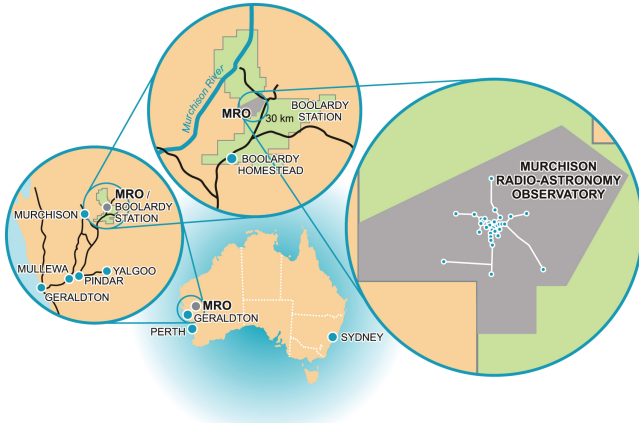 Murchison River
MRO
BOOLARDY
STATION
30 km
BOOLARDY
HOMESTEAD
MURCHISON
RADIO-ASTRONOMY
OBSERVATORY
MRO /
BOOLARDY
STATION
MURCHISON
MULLEWA
YALGOO
PINDAR
GERALDTON
MRO
GERALDTON
PERTH
SYDNEY